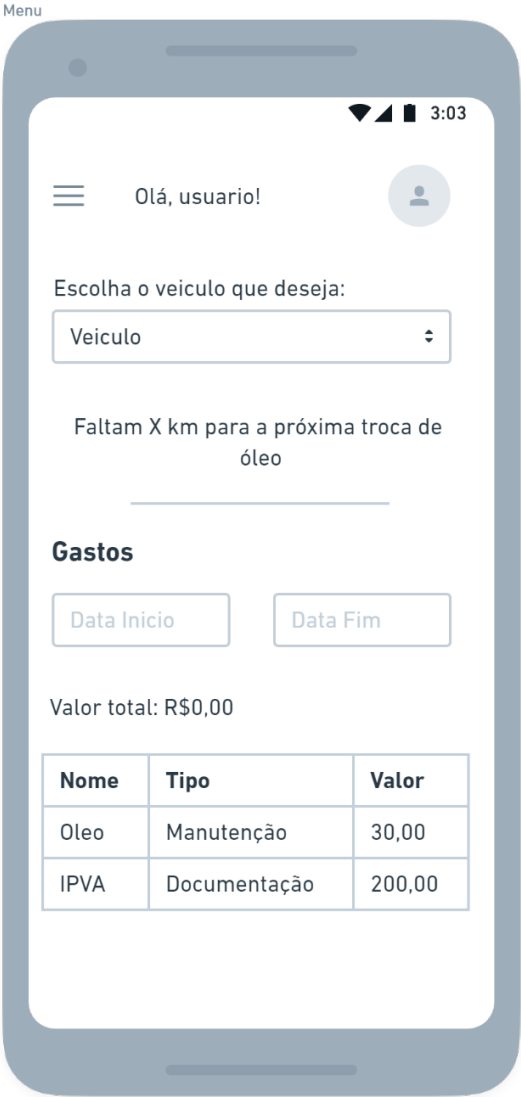 Menu
3:03
Olá, usuario!
Escolha o veiculo que deseja:
Veiculo
Faltam X km para a próxima troca de
óleo
Gastos
Data Inicio Data Fim
Valor total: R$0,00
Nome Tipo Valor
Oleo Manutenção 30,00
IPVA Documentação 200,00